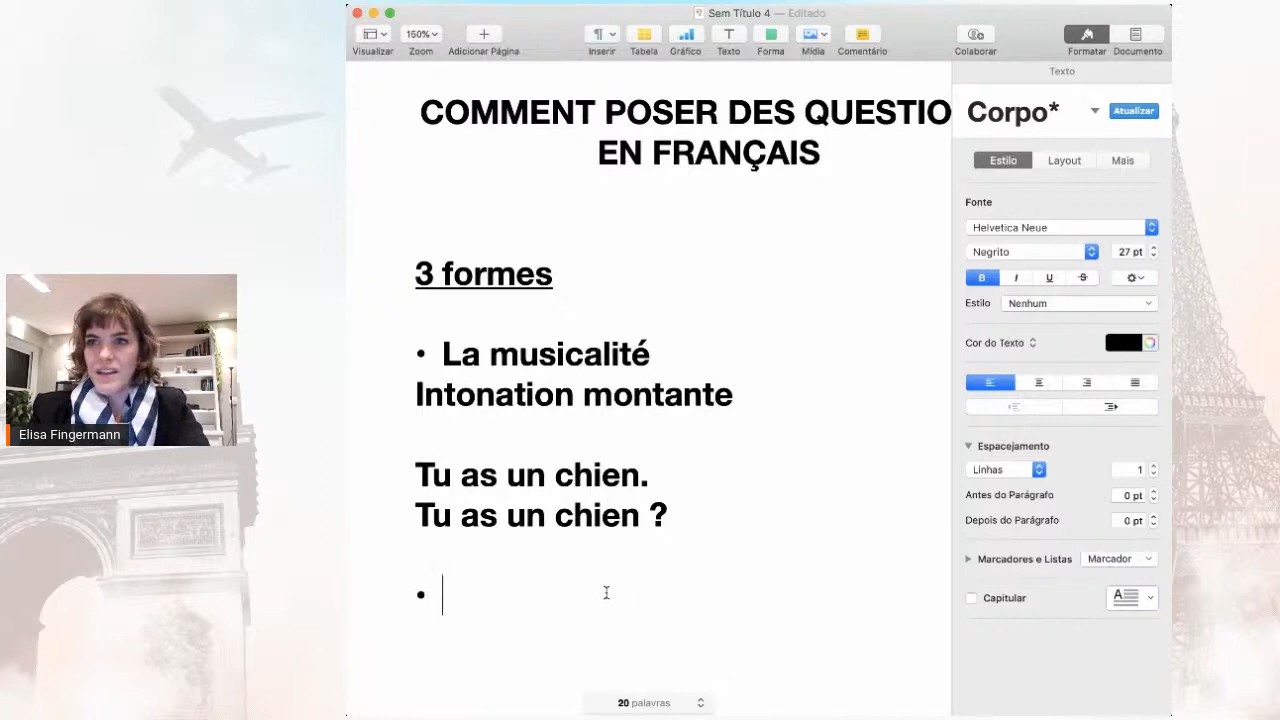 Sem Título 4 — Editado
150%
Visualizar
Zoom
Adicionar Página
Inserir
Tabela
Gráfico
Texto
Forma
Mídia
Comentário
Colaborar
Formatar
Documento
Texto
COMMENT POSER DES QUESTIO
EN FRANÇAIS
Corpo*
Atualizar
Estilo
Layout
Mais
3 formes
• La musicalité
Intonation montante
Tu as un chien.
Tu as un chien ?
•
Fonte
Helvetica Neue
Negrito
27 pt
B I U S
Estilo
Nenhum
Cor do Texto
Espacejamento
Linhas
1
Antes do Parágrafo
0 pt
Depois do Parágrafo
0 pt
Marcadores e Listas
Marcador
Capitular
A
20 palavras
Elisa Fingermann